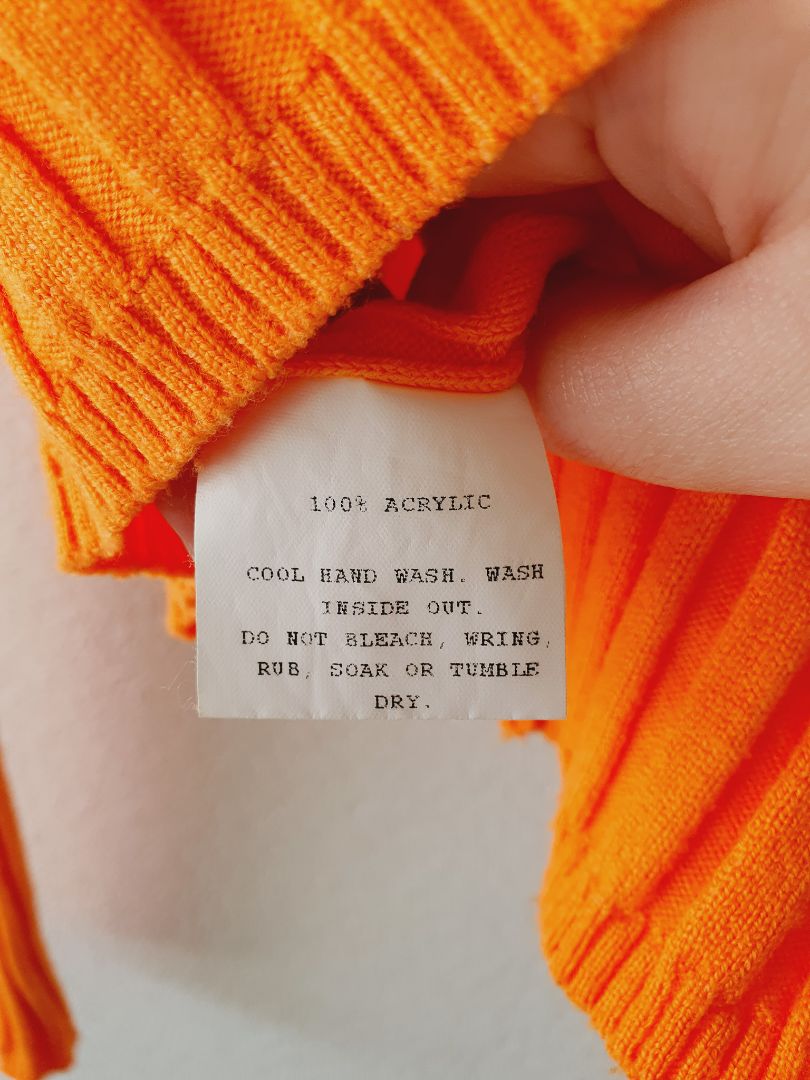 100% ACRYLIC
COOL HAND WASH. WASH
INSIDE OUT.
DO NOT BLEACH, WRING,
RUB, SOAK OR TUMBLE
DRY.